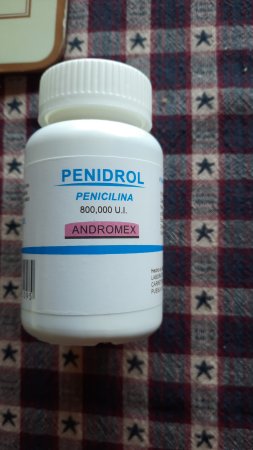 PENIDROL
PENICILINA
800,000 U.I.
ANDROMEX